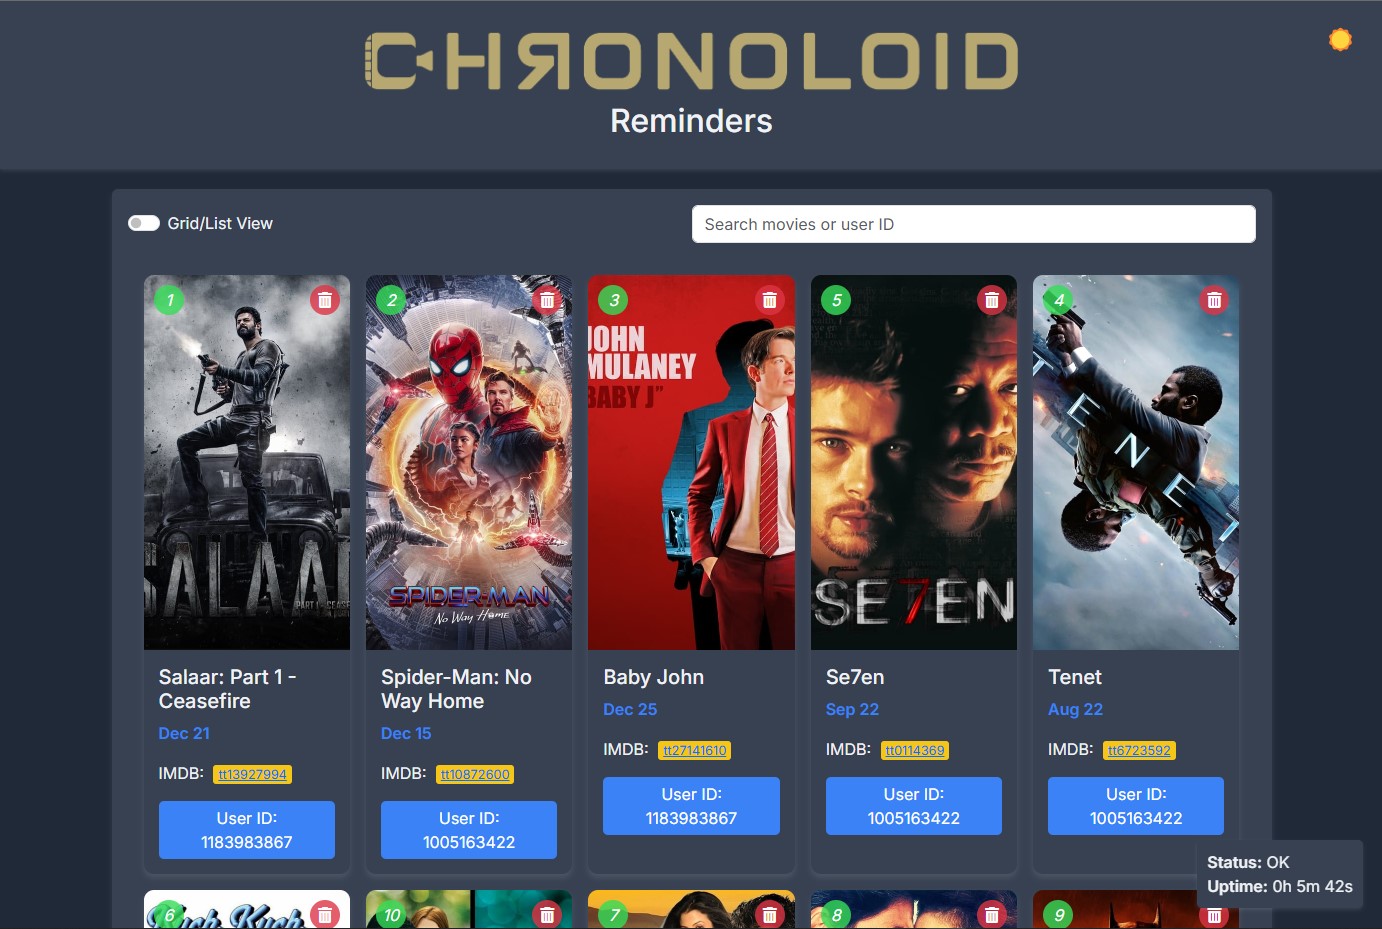 CHRONOLOID
Reminders
Grid/List View
Search movies or user ID
1
2
3
5
4
JOHN
MULANEY
"BABY J"
SALAAR
PART 1 - CEASEFIRE
SPIDER-MAN
No Way Home
SE7EN
TENET
Salaar: Part 1 -
Ceasefire
Dec 21
IMDB: tt13927994
User ID:
1183983867
Spider-Man: No
Way Home
Dec 15
IMDB: tt10872600
User ID:
1005163422
Baby John
Dec 25
IMDB: tt27141610
User ID:
1183983867
Se7en
Sep 22
IMDB: tt0114369
User ID:
1005163422
Tenet
Aug 22
IMDB: tt6723592
User ID:
1005163422
Status: OK
Uptime: 0h 5m 42s
6
Kuch Kuch
10
7
8
9